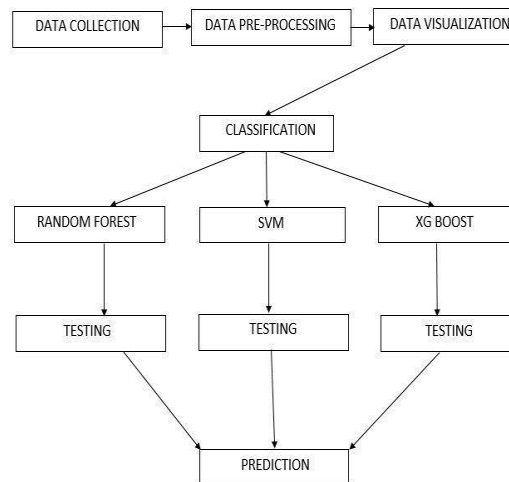 DATA COLLECTION
DATA PRE-PROCESSING
DATA VISUALIZATION
CLASSIFICATION
RANDOM FOREST
SVM
XG BOOST
TESTING
TESTING
TESTING
PREDICTION